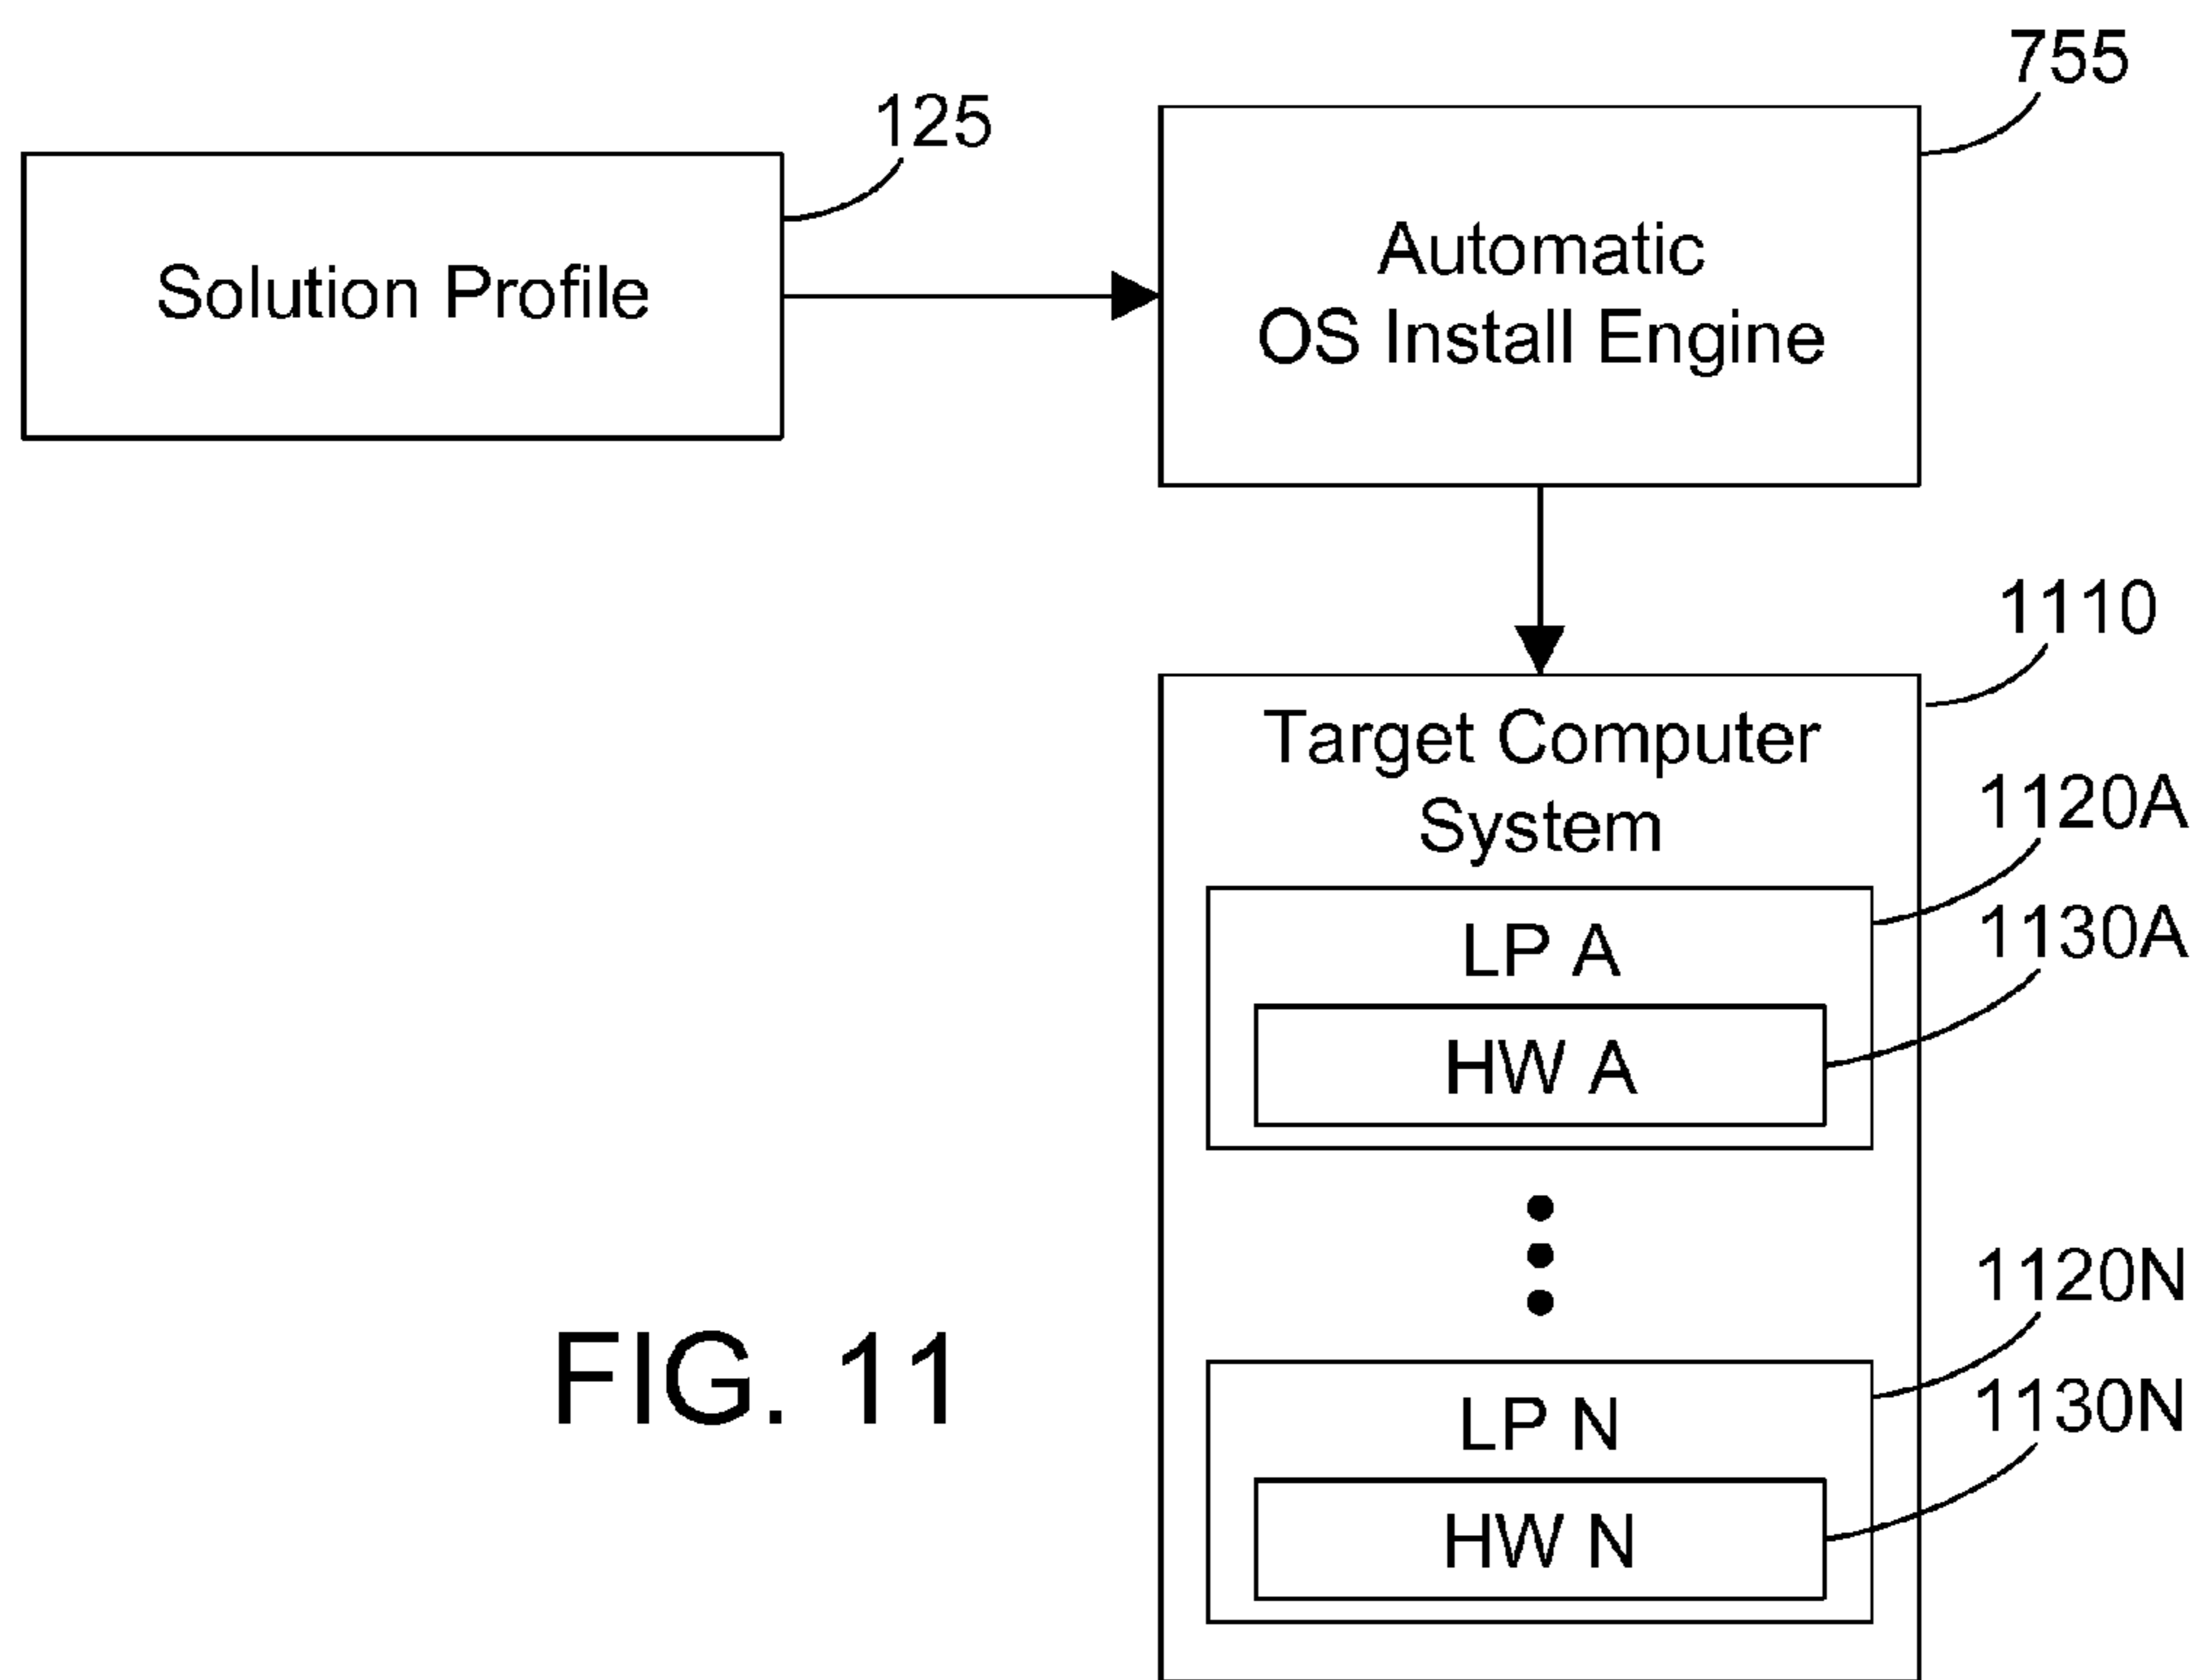 755
125
Solution Profile
Automatic
OS Install Engine
1110
Target Computer
System
1120A
LP A
1130A
HW A
1120N
LP N
1130N
HW N
FIG. 11